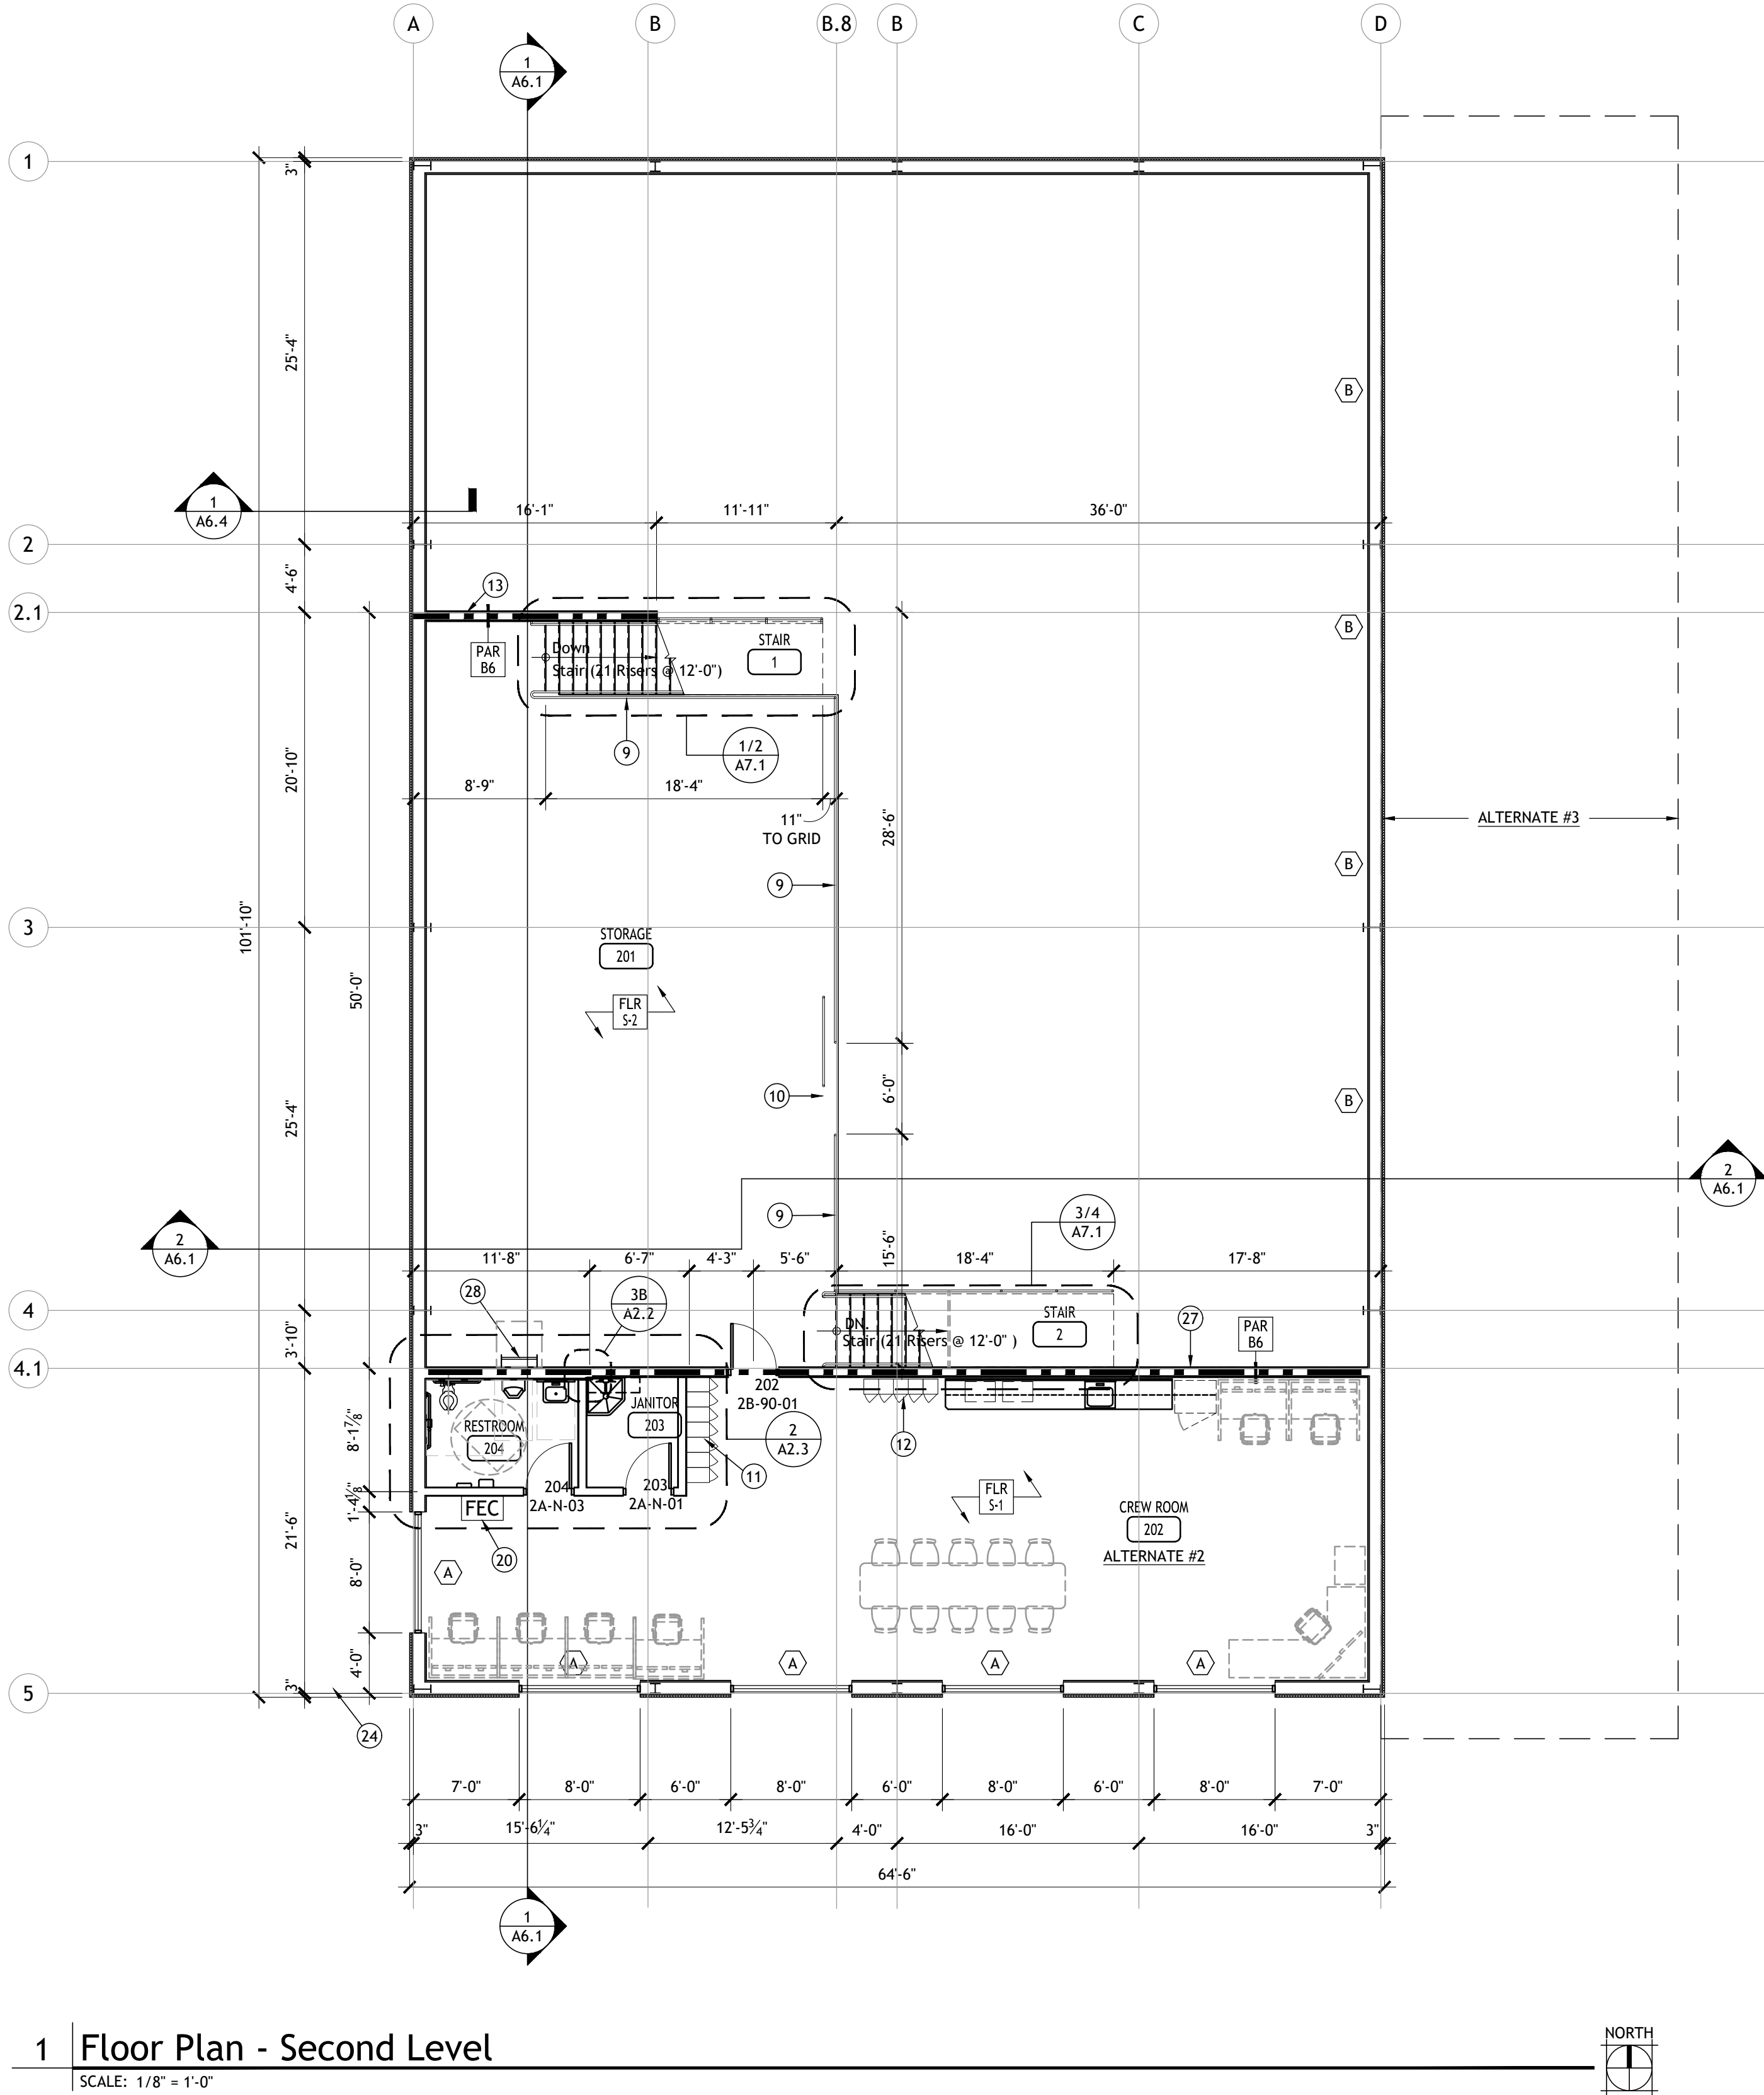 A
B
B.8
B
C
D
1
A6.1
1
3"
25'-4"
B
1
A6.4
16'-1"
11'-11"
36'-0"
2
4'-6"
13
2.1
PAR
B6
Down
Stair (21 Risers @ 12'-0")
STAIR
1
B
9
1/2
A7.1
20'-10"
8'-9"
18'-4"
11"
TO GRID
28'-6"
ALTERNATE #3
B
9
101'-10"
3
STORAGE
201
50'-0"
FLR
S-2
10
6'-0"
25'-4"
B
2
A6.1
9
3/4
A7.1
2
A6.1
11'-8"
6'-7"
4'-3"
5'-6"
15'-6"
18'-4"
17'-8"
28
3B
A2.2
4
3'-10"
DN.
Stair (21 Risers @ 12'-0" )
STAIR
2
27
PAR
B6
4.1
202
2B-90-01
JANITOR
203
RESTROOM
204
2
A2.3
12
8'-1⅞"
11
204
2A-N-03
203
2A-N-01
FEC
1'-4⅛"
FLR
S-1
CREW ROOM
202
ALTERNATE #2
21'-6"
20
8'-0"
A
A
A
A
A
4'-0"
3"
5
24
7'-0"
8'-0"
6'-0"
8'-0"
6'-0"
8'-0"
6'-0"
8'-0"
7'-0"
3"
15'-6¼"
12'-5¾"
4'-0"
16'-0"
16'-0"
3"
64'-6"
1
A6.1
1
Floor Plan - Second Level
SCALE: 1/8" = 1'-0"
NORTH